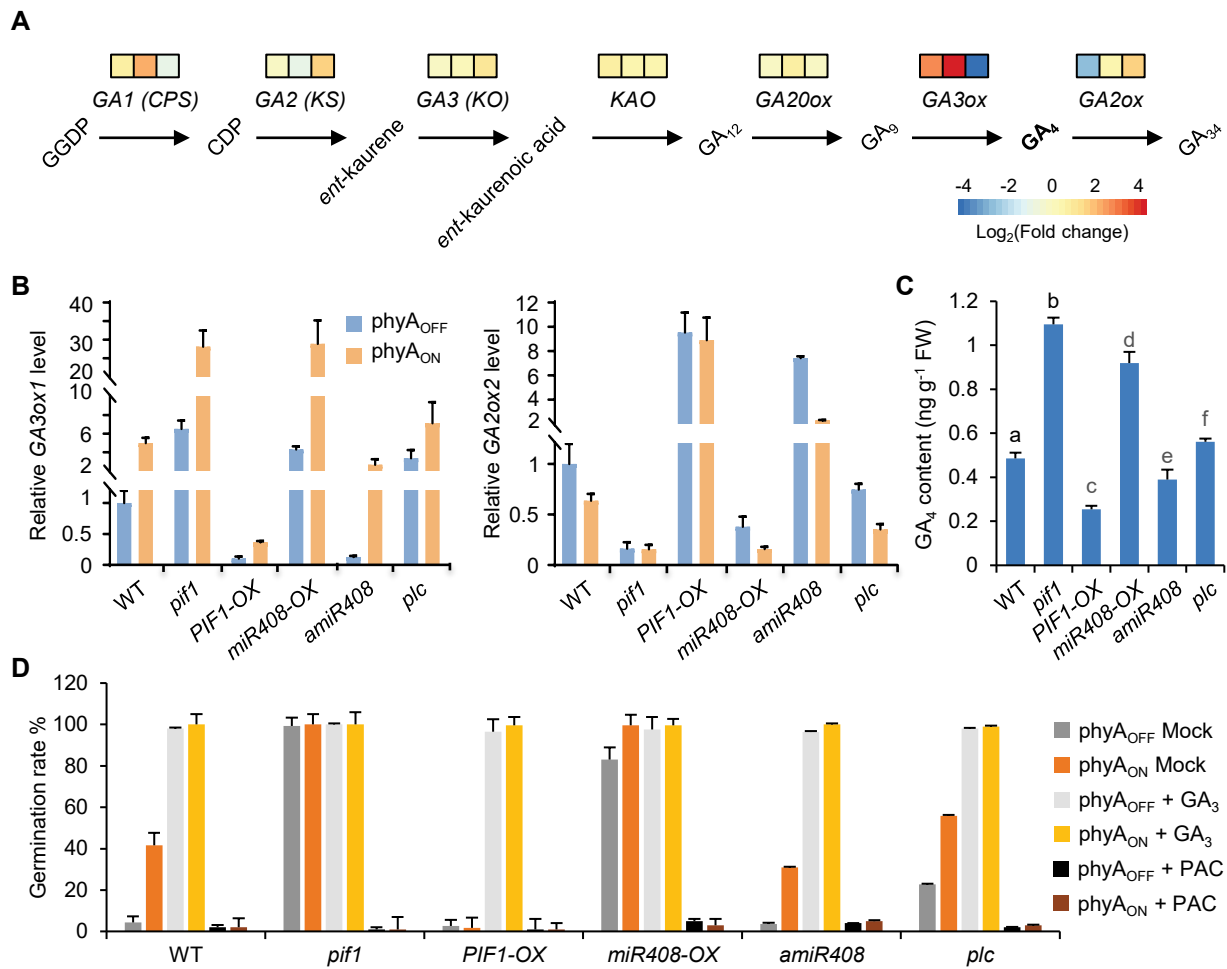 A
GA1 (CPS) GA2 (KS) GA3 (KO) KAO GA20ox GA3ox GA2ox
GGDP CDP ent-kaurene ent-kaurenoic acid GA12 GA9 GA4 GA34
-4 -2 0 2 4
Log2(Fold change)
B
Relative GA3ox1 level
40
30
20
10
6
2
1
0.5
0
phyAOFF
phyAON
WT pif1 PIF1-OX miR408-OX amiR408 plc
Relative GA2ox2 level
12
10
8
6
4
2
1
0.5
0
WT pif1 PIF1-OX miR408-OX amiR408 plc
C
GA4 content (ng g-1 FW)
1.2
1
0.8
0.6
0.4
0.2
0
a b c d e f
WT pif1 PIF1-OX miR408-OX amiR408 plc
D
Germination rate %
120
100
80
60
40
20
0
WT pif1 PIF1-OX miR408-OX amiR408 plc
phyAOFF Mock
phyAON Mock
phyAOFF + GA3
phyAON + GA3
phyAOFF + PAC
phyAON + PAC